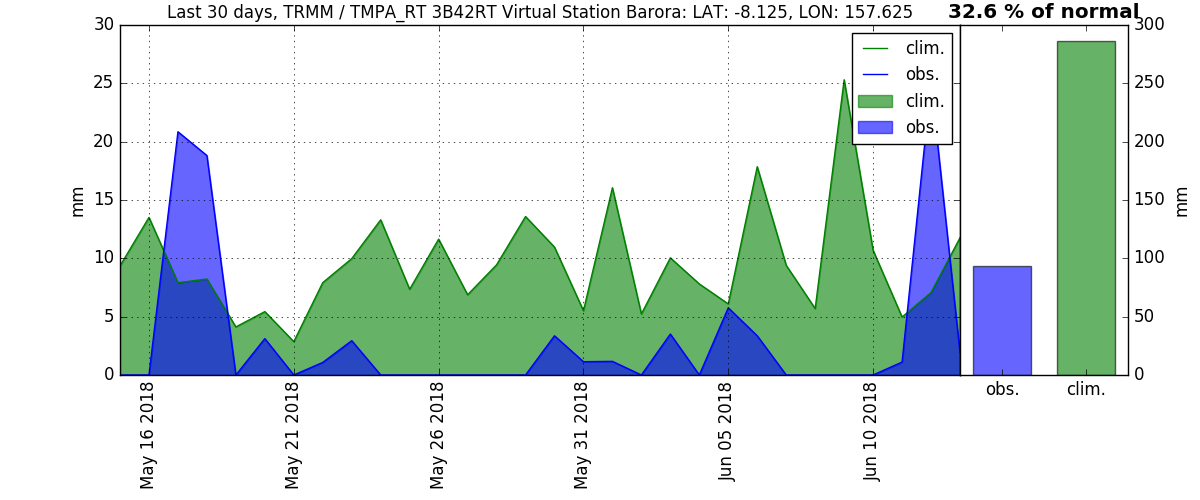 Last 30 days, TRMM / TMPA_RT 3B42RT Virtual Station Barora: LAT: -8.125, LON: 157.625
32.6 % of normal
30
25
20
15
10
5
0
mm
clim.
obs.
clim.
obs.
300
250
200
150
100
50
0
mm
May 16 2018
May 21 2018
May 26 2018
May 31 2018
Jun 05 2018
Jun 10 2018
obs.
clim.